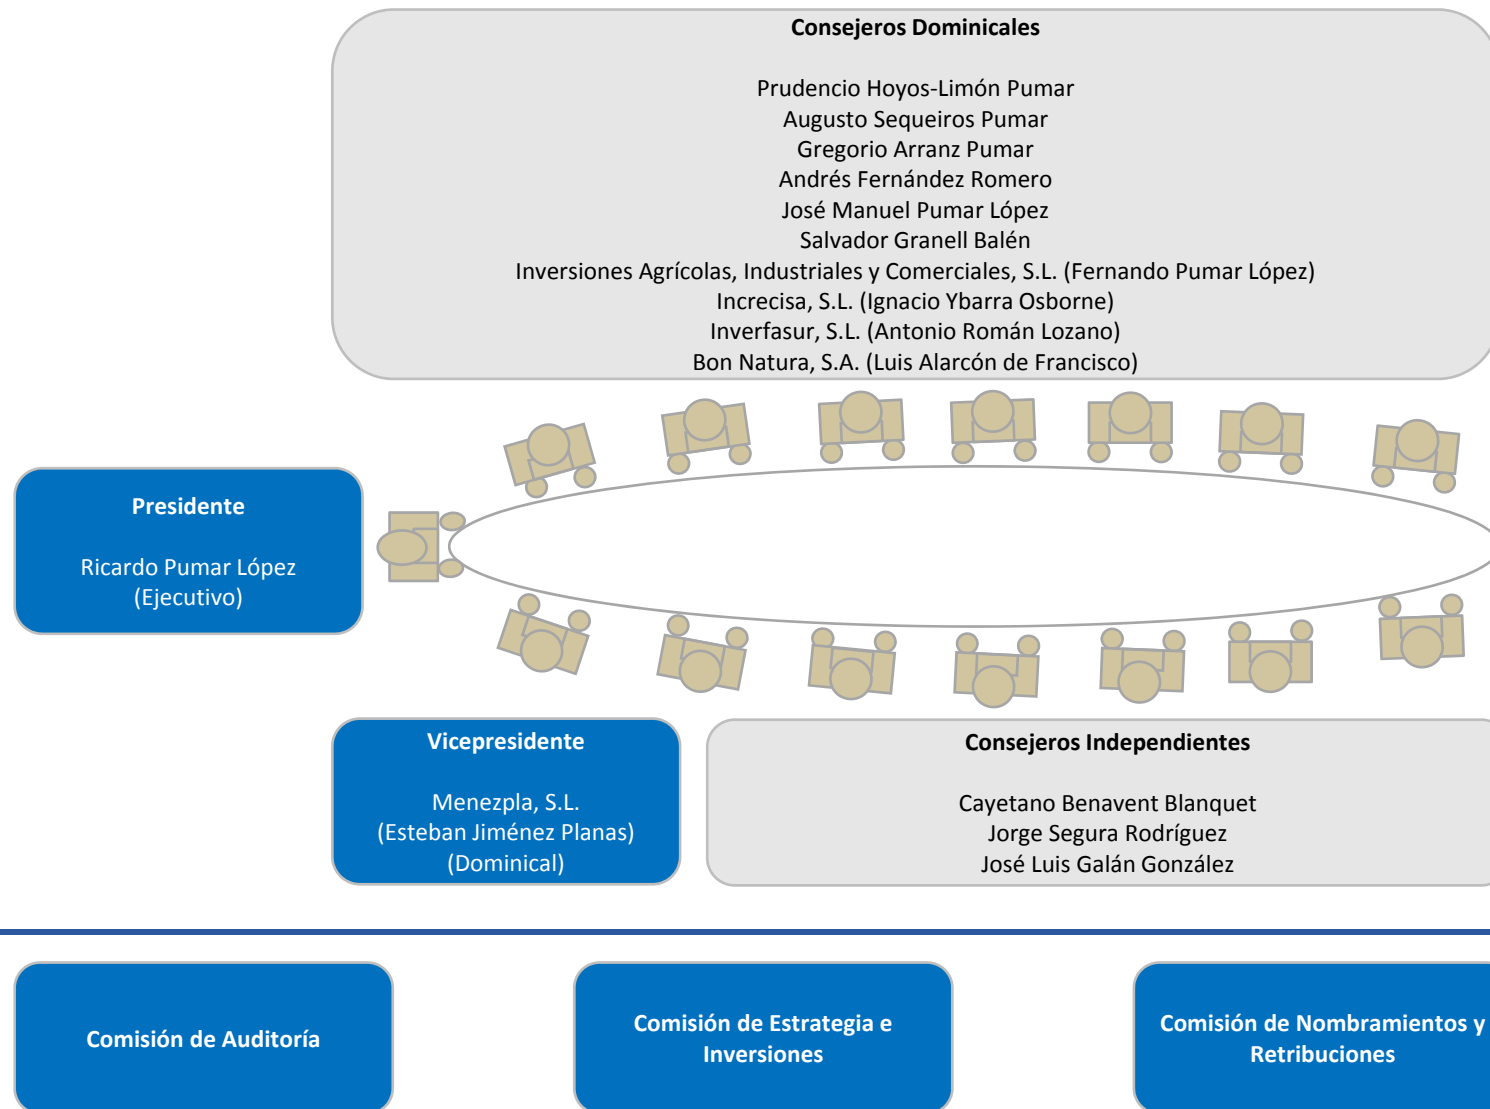 Consejeros Dominicales
Prudencio Hoyos-Limón Pumar
Augusto Sequeiros Pumar
Gregorio Arranz Pumar
Andrés Fernández Romero
José Manuel Pumar López
Salvador Granell Balén
Inversiones Agrícolas, Industriales y Comerciales, S.L. (Fernando Pumar López)
Increcisa, S.L. (Ignacio Ybarra Osborne)
Inverfasur, S.L. (Antonio Román Lozano)
Bon Natura, S.A. (Luis Alarcón de Francisco)
Presidente
Ricardo Pumar López
(Ejecutivo)
Vicepresidente
Menezpla, S.L.
(Esteban Jiménez Planas)
(Dominical)
Consejeros Independientes
Cayetano Benavent Blanquet
Jorge Segura Rodríguez
José Luis Galán González
Comisión de Auditoría
Comisión de Estrategia e
Inversiones
Comisión de Nombramientos y
Retribuciones